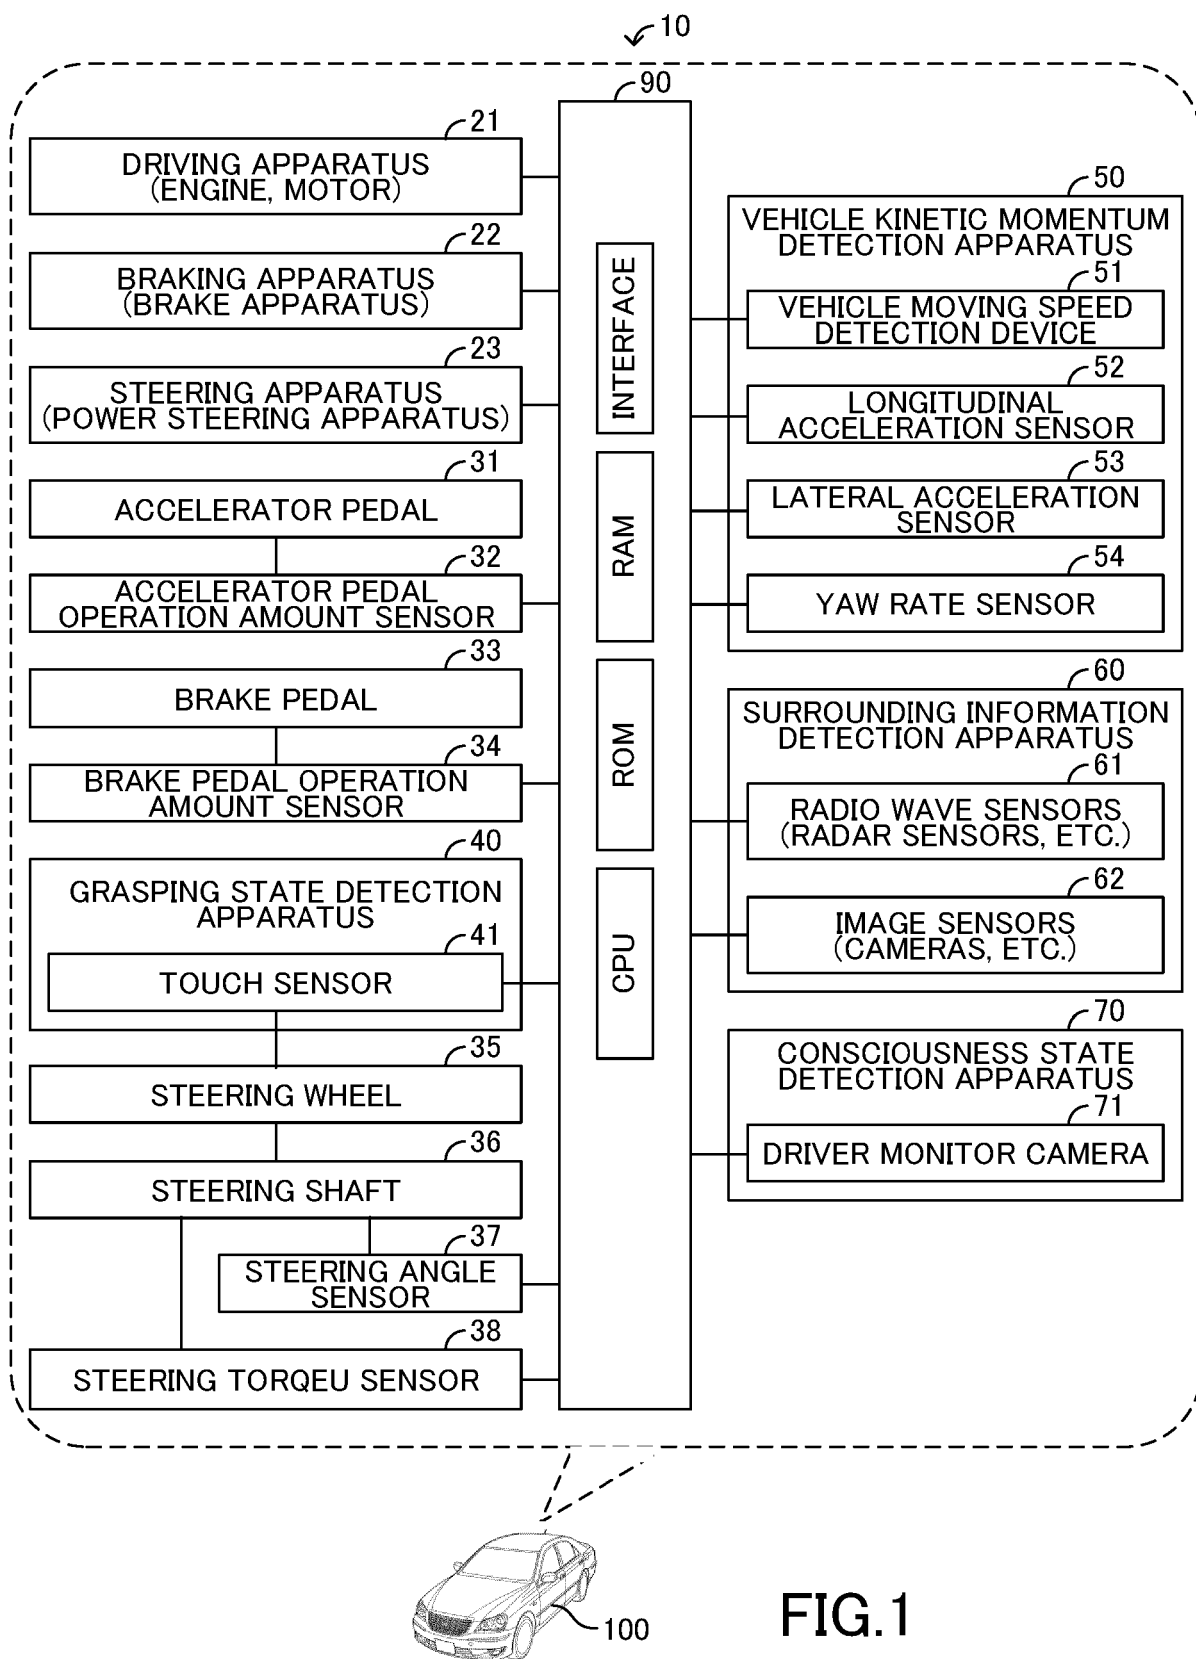 10
90
21
DRIVING APPARATUS
(ENGINE, MOTOR)
22
BRAKING APPARATUS
(BRAKE APPARATUS)
23
STEERING APPARATUS
(POWER STEERING APPARATUS)
31
ACCELERATOR PEDAL
32
ACCELERATOR PEDAL
OPERATION AMOUNT SENSOR
33
BRAKE PEDAL
34
BRAKE PEDAL OPERATION
AMOUNT SENSOR
40
GRASPING STATE DETECTION
APPARATUS
41
TOUCH SENSOR
35
STEERING WHEEL
36
STEERING SHAFT
37
STEERING ANGLE
SENSOR
38
STEERING TORQEU SENSOR
INTERFACE
RAM
ROM
CPU
50
VEHICLE KINETIC MOMENTUM
DETECTION APPARATUS
51
VEHICLE MOVING SPEED
DETECTION DEVICE
52
LONGITUDINAL
ACCELERATION SENSOR
53
LATERAL ACCELERATION
SENSOR
54
YAW RATE SENSOR
60
SURROUNDING INFORMATION
DETECTION APPARATUS
61
RADIO WAVE SENSORS
(RADAR SENSORS, ETC.)
62
IMAGE SENSORS
(CAMERAS, ETC.)
70
CONSCIOUSNESS STATE
DETECTION APPARATUS
71
DRIVER MONITOR CAMERA
100
FIG.1